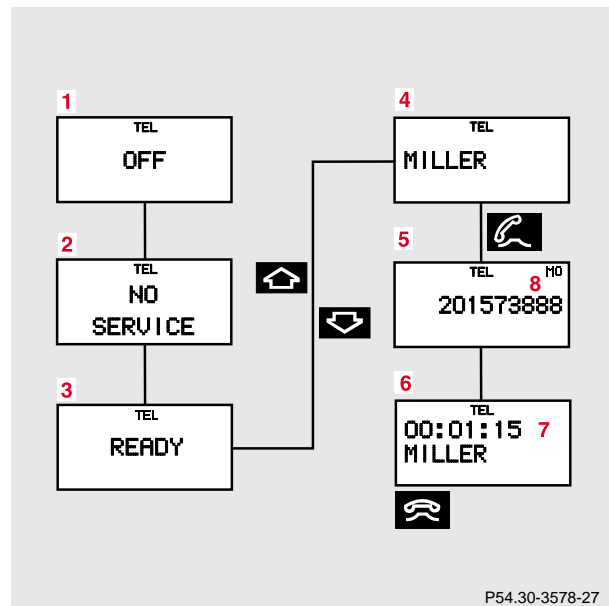 1
TEL
OFF
2
TEL
NO
SERVICE
3
TEL
READY
4
TEL
MILLER
5
TEL MO
8
201573888
6
TEL
00:01:15 7
MILLER
P54.30-3578-27